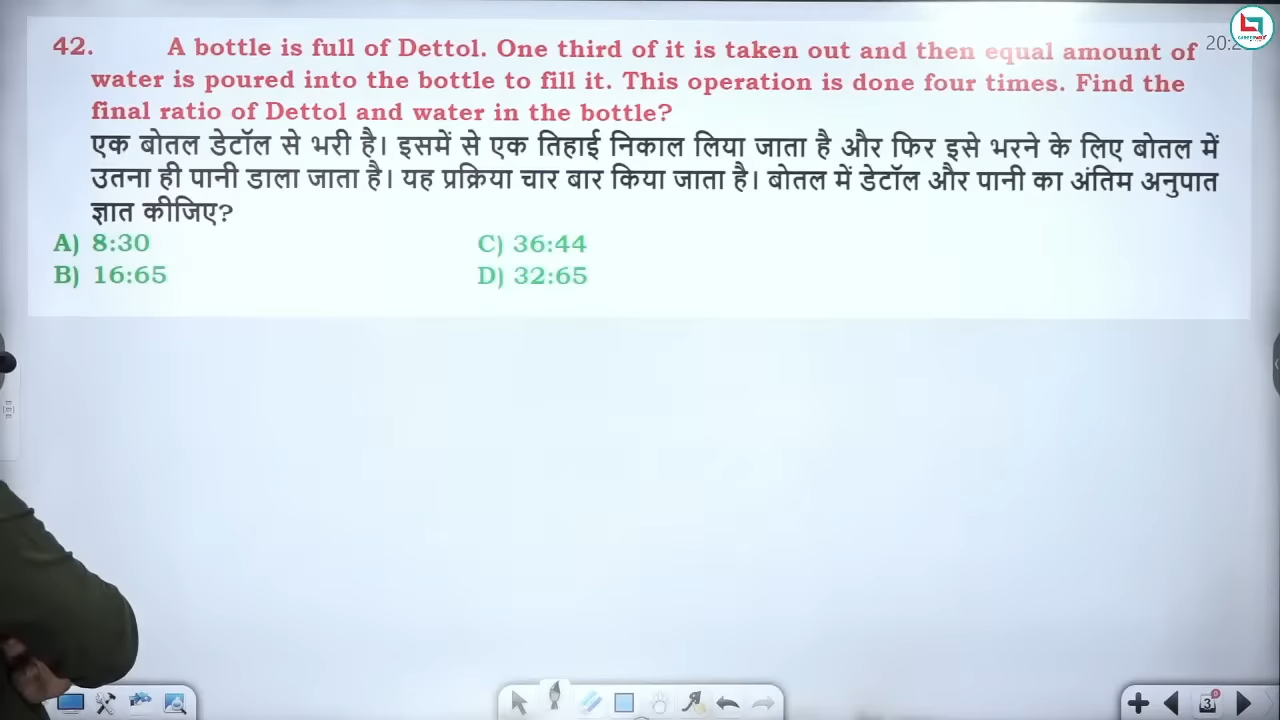 42. A bottle is full of Dettol. One third of it is taken out and then equal amount of
water is poured into the bottle to fill it. This operation is done four times. Find the
final ratio of Dettol and water in the bottle?
एक बोतल डेटॉल से भरी है। इसमें से एक तिहाई निकाल लिया जाता है और फिर इसे भरने के लिए बोतल में
उतना ही पानी डाला जाता है। यह प्रक्रिया चार बार किया जाता है। बोतल में डेटॉल और पानी का अंतिम अनुपात
ज्ञात कीजिए?
A) 8:30 C) 36:44
B) 16:65 D) 32:65